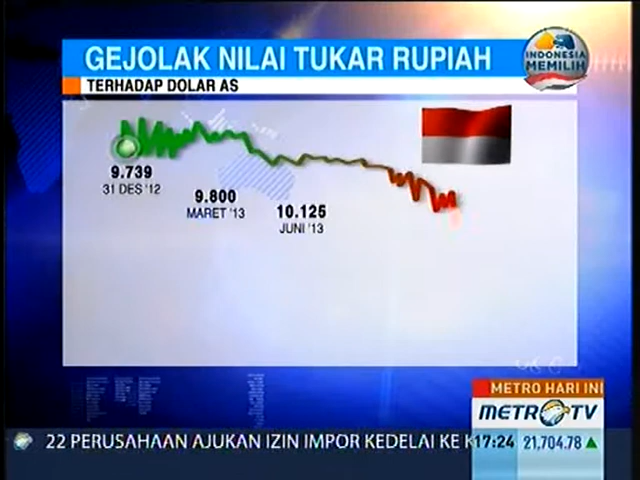 GEJOLAK NILAI TUKAR RUPIAH
INDONESIA
MEMILIH
TERHADAP DOLAR AS
9.739
31 DES '12
9.800
MARET '13
10.125
JUNI '13
METRO HARI INI
METRO TV
22 PERUSAHAAN AJUKAN IZIN IMPOR KEDELAI KE K
17:24
21,704.78